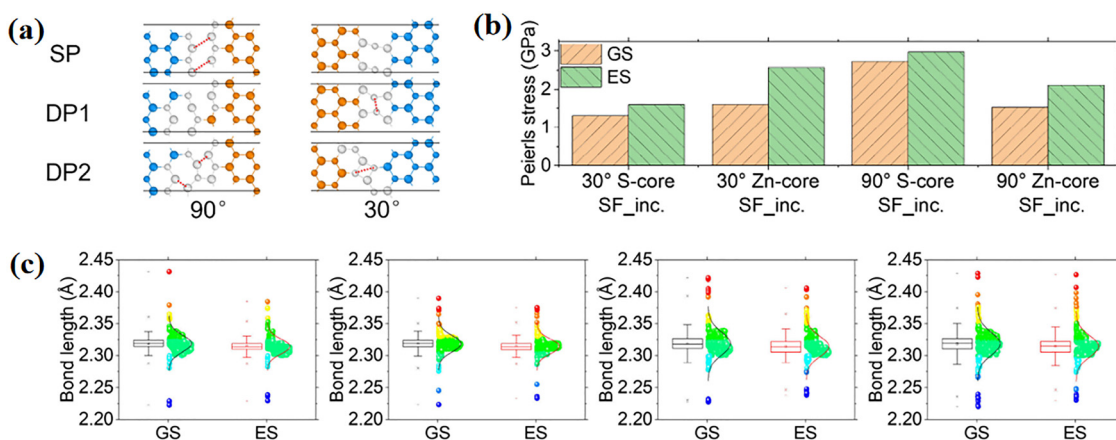 (a)
SP
DP1
DP2
90°
30°
(b)
Peierls stress (GPa)
3
2
1
0
GS
ES
30° S-core
SF_inc.
30° Zn-core
SF_inc.
90° S-core
SF_inc.
90° Zn-core
SF_inc.
(c)
Bond length (Å)
2.45
2.40
2.35
2.30
2.25
2.20
GS
ES
Bond length (Å)
2.45
2.40
2.35
2.30
2.25
2.20
GS
ES
Bond length (Å)
2.45
2.40
2.35
2.30
2.25
2.20
GS
ES
Bond length (Å)
2.45
2.40
2.35
2.30
2.25
2.20
GS
ES